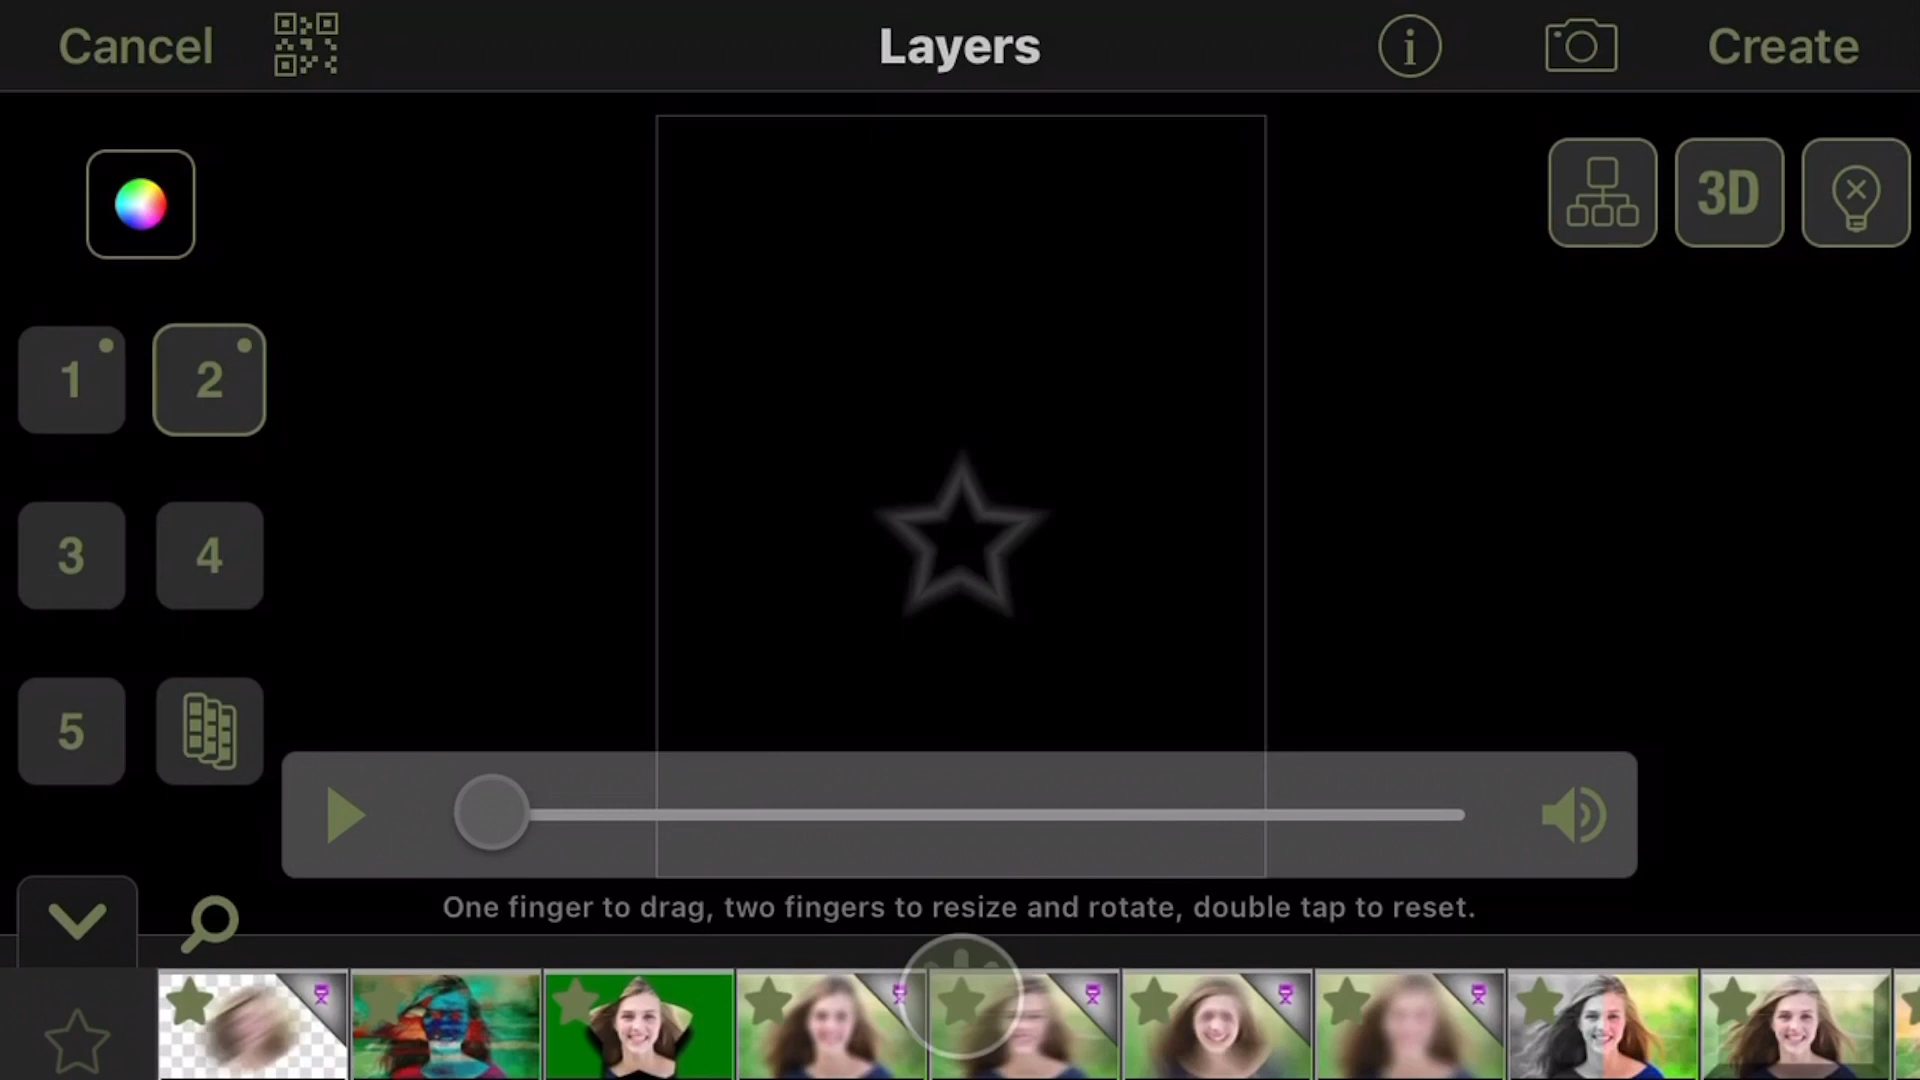 Cancel
Layers
Create
3D
1
2
3
4
5
One finger to drag, two fingers to resize and rotate, double tap to reset.